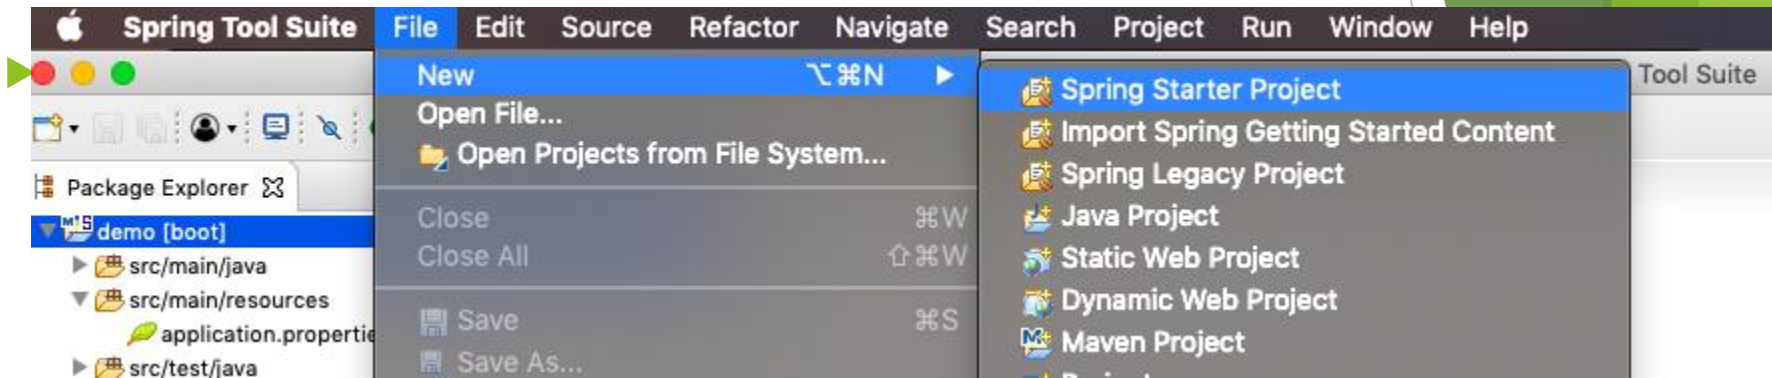 Spring Tool Suite File Edit Source Refactor Navigate Search Project Run Window Help
Tool Suite
New ⌥⌘N ▶
Open File...
Open Projects from File System...
Close ⌘W
Close All ⇧⌘W
Save ⌘S
Save As...
Spring Starter Project
Import Spring Getting Started Content
Spring Legacy Project
Java Project
Static Web Project
Dynamic Web Project
Maven Project
Package Explorer
demo [boot]
src/main/java
src/main/resources
application.propertie
src/test/java